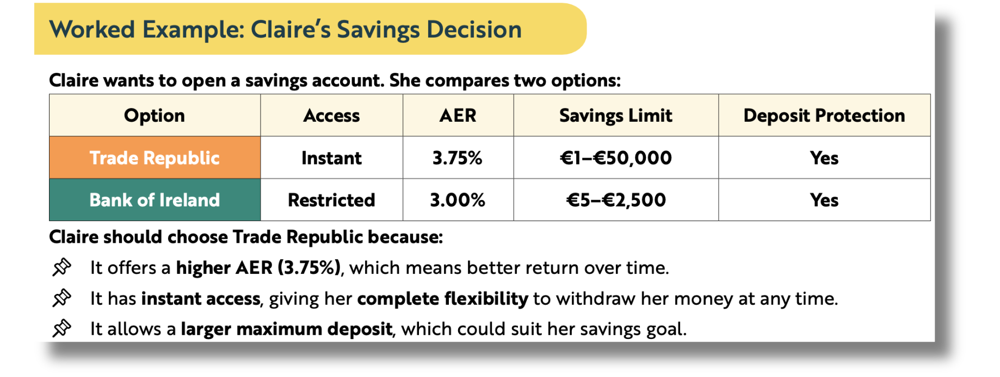 Worked Example: Claire’s Savings Decision
Claire wants to open a savings account. She compares two options:
Option Access AER Savings Limit Deposit Protection
Trade Republic Instant 3.75% €1–€50,000 Yes
Bank of Ireland Restricted 3.00% €5–€2,500 Yes
Claire should choose Trade Republic because:
It offers a higher AER (3.75%), which means better return over time.
It has instant access, giving her complete flexibility to withdraw her money at any time.
It allows a larger maximum deposit, which could suit her savings goal.